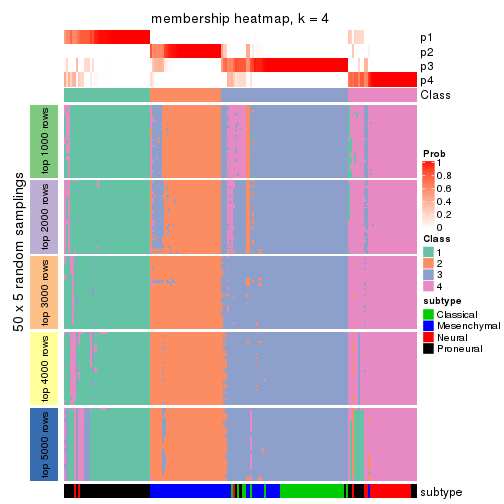 membership heatmap, k = 4
p1
p2
p3
p4
Class
50 x 5 random samplings
top 1000 rows
top 2000 rows
top 3000 rows
top 4000 rows
top 5000 rows
Prob
1
0.8
0.6
0.4
0.2
0
Class
1
2
3
4
subtype
Classical
Mesenchymal
Neural
Proneural
subtype